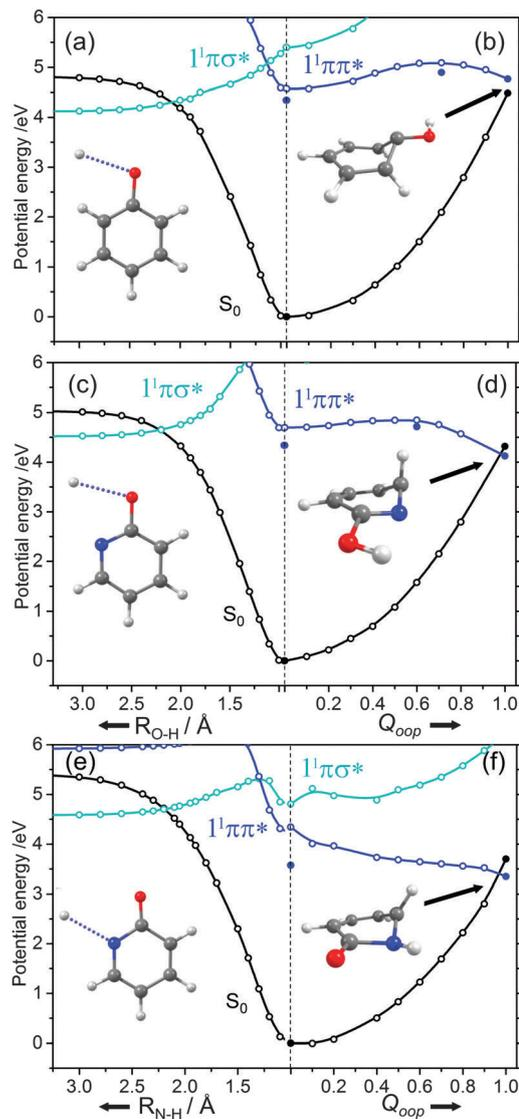 (a)
(b)
1¹πσ*
1¹ππ*
Potential energy /eV
6
5
4
3
2
1
0
S₀
(c)
(d)
1¹πσ*
1¹ππ*
Potential energy /eV
6
5
4
3
2
1
0
S₀
3.0 2.5 2.0 1.5 0.2 0.4 0.6 0.8 1.0
R_O-H / Å
Q_oop
(e)
(f)
1¹πσ*
1¹ππ*
Potential energy /eV
6
5
4
3
2
1
0
S₀
3.0 2.5 2.0 1.5 0.2 0.4 0.6 0.8 1.0
R_N-H / Å
Q_oop